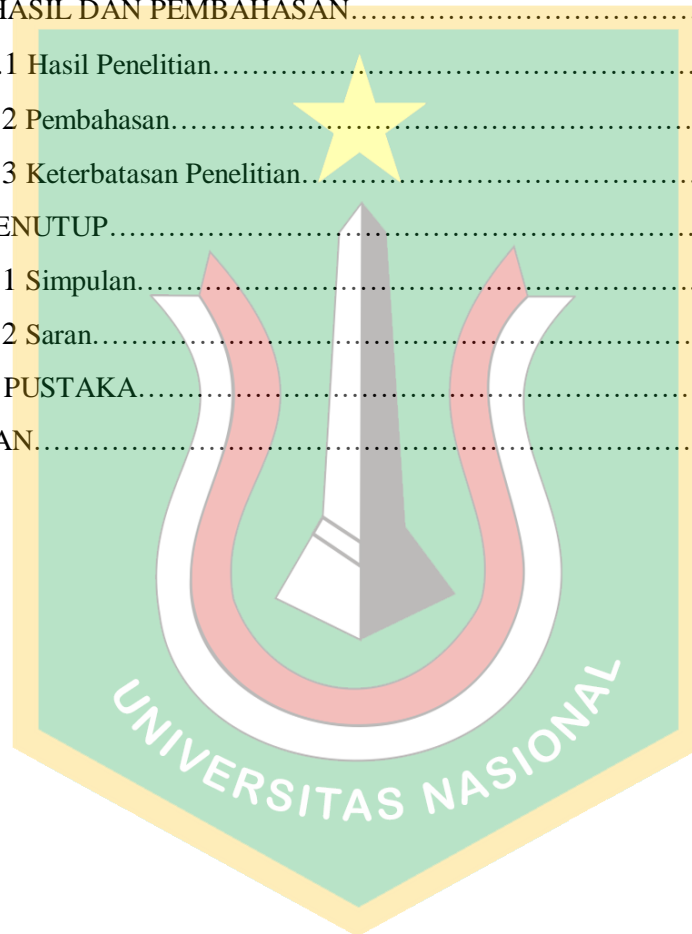 HASIL DAN PEMBAHASAN……………………………………
.1 Hasil Penelitian……………………………………………………
2 Pembahasan…………………………………………………………
3 Keterbatasan Penelitian…………………………………………
ENUTUP…………………………………………………………………
1 Simpulan……………………………………………………………
2 Saran…………………………………………………………………
PUSTAKA………………………………………………………………
AN…………………………………………………………………………
UNIVERSITAS NASIONAL